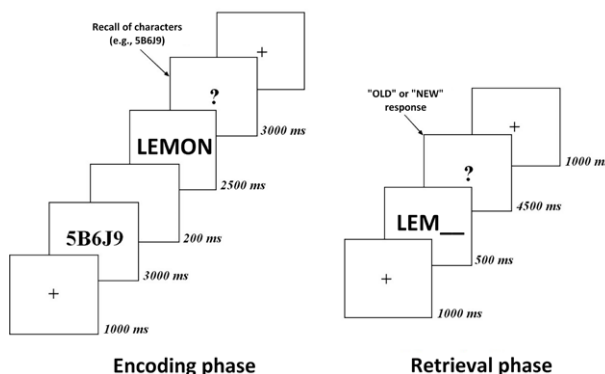 Recall of characters
(e.g., 5B6J9)
+
?
3000 ms
LEMON
2500 ms
200 ms
5B6J9
3000 ms
+
1000 ms
Encoding phase
"OLD" or "NEW"
response
+
1000 ms
?
4500 ms
LEM__
500 ms
+
1000 ms
Retrieval phase